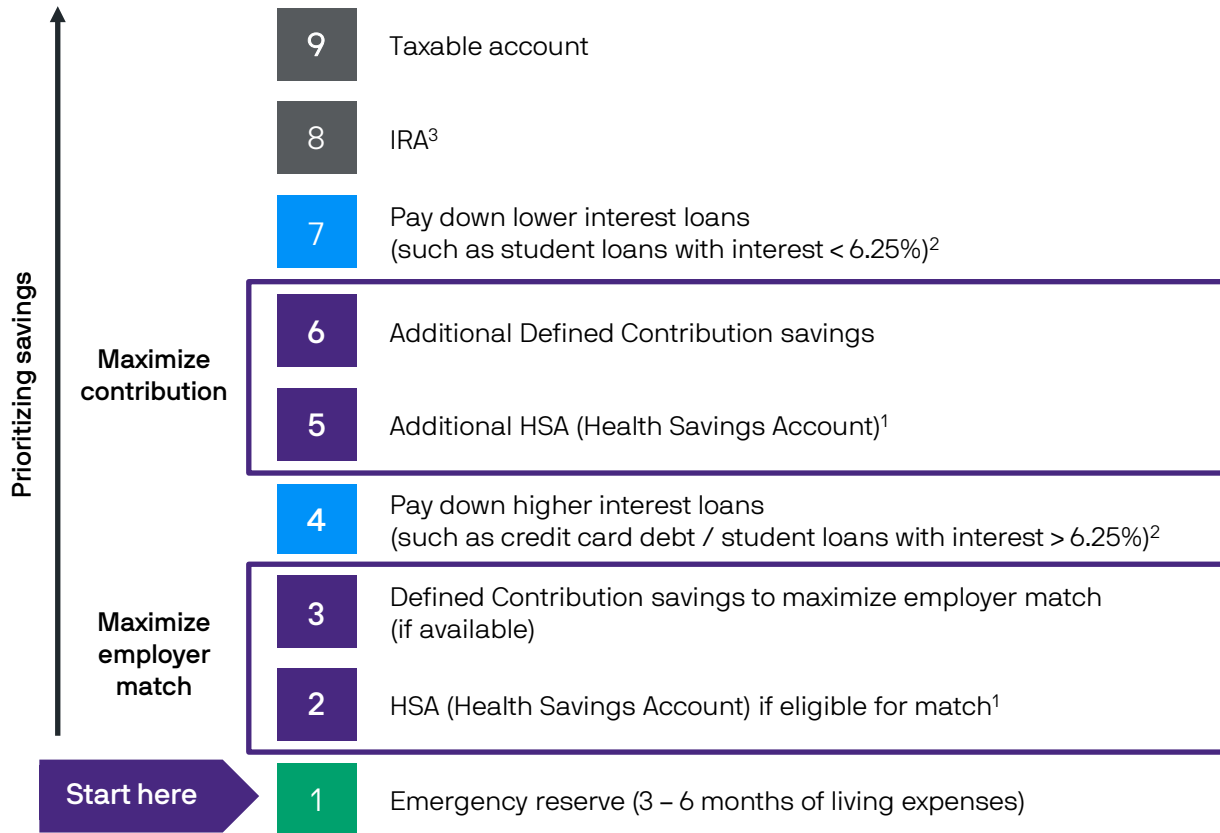 Prioritizing savings
9
Taxable account
8
IRA³
7
Pay down lower interest loans
(such as student loans with interest < 6.25%)²
Maximize
contribution
6
Additional Defined Contribution savings
5
Additional HSA (Health Savings Account)¹
4
Pay down higher interest loans
(such as credit card debt / student loans with interest > 6.25%)²
Maximize
employer
match
3
Defined Contribution savings to maximize employer match
(if available)
2
HSA (Health Savings Account) if eligible for match¹
Start here
1
Emergency reserve (3 – 6 months of living expenses)